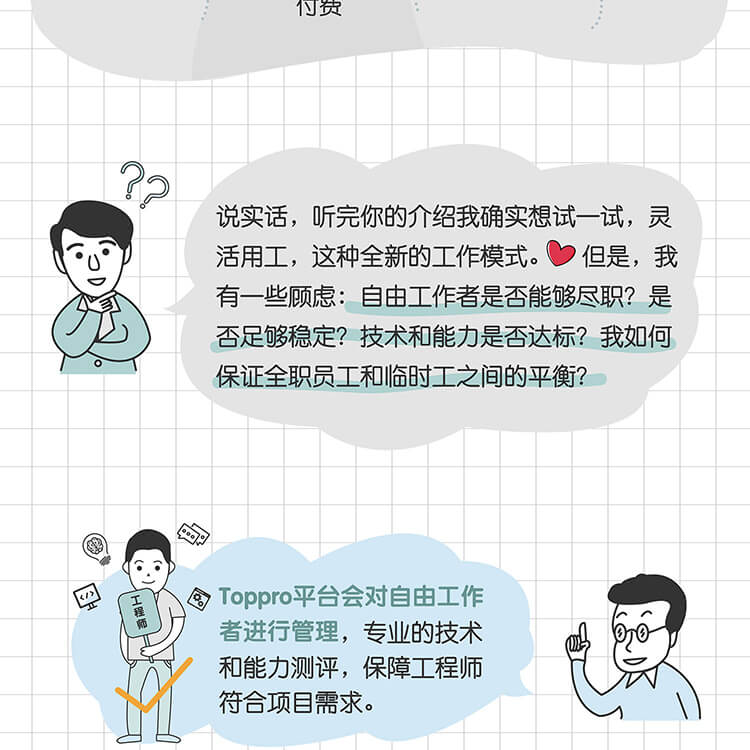 付费
??
说实话，听完你的介绍我确实想试一试，灵
活用工，这种全新的工作模式。但是，我
有一些顾虑：自由工作者是否能够尽职？是
否足够稳定？技术和能力是否达标？我如何
保证全职员工和临时工之间的平衡？
</>
工程师
Toppro平台会对自由工作
者进行管理，专业的技术
和能力测评，保障工程师
符合项目需求。